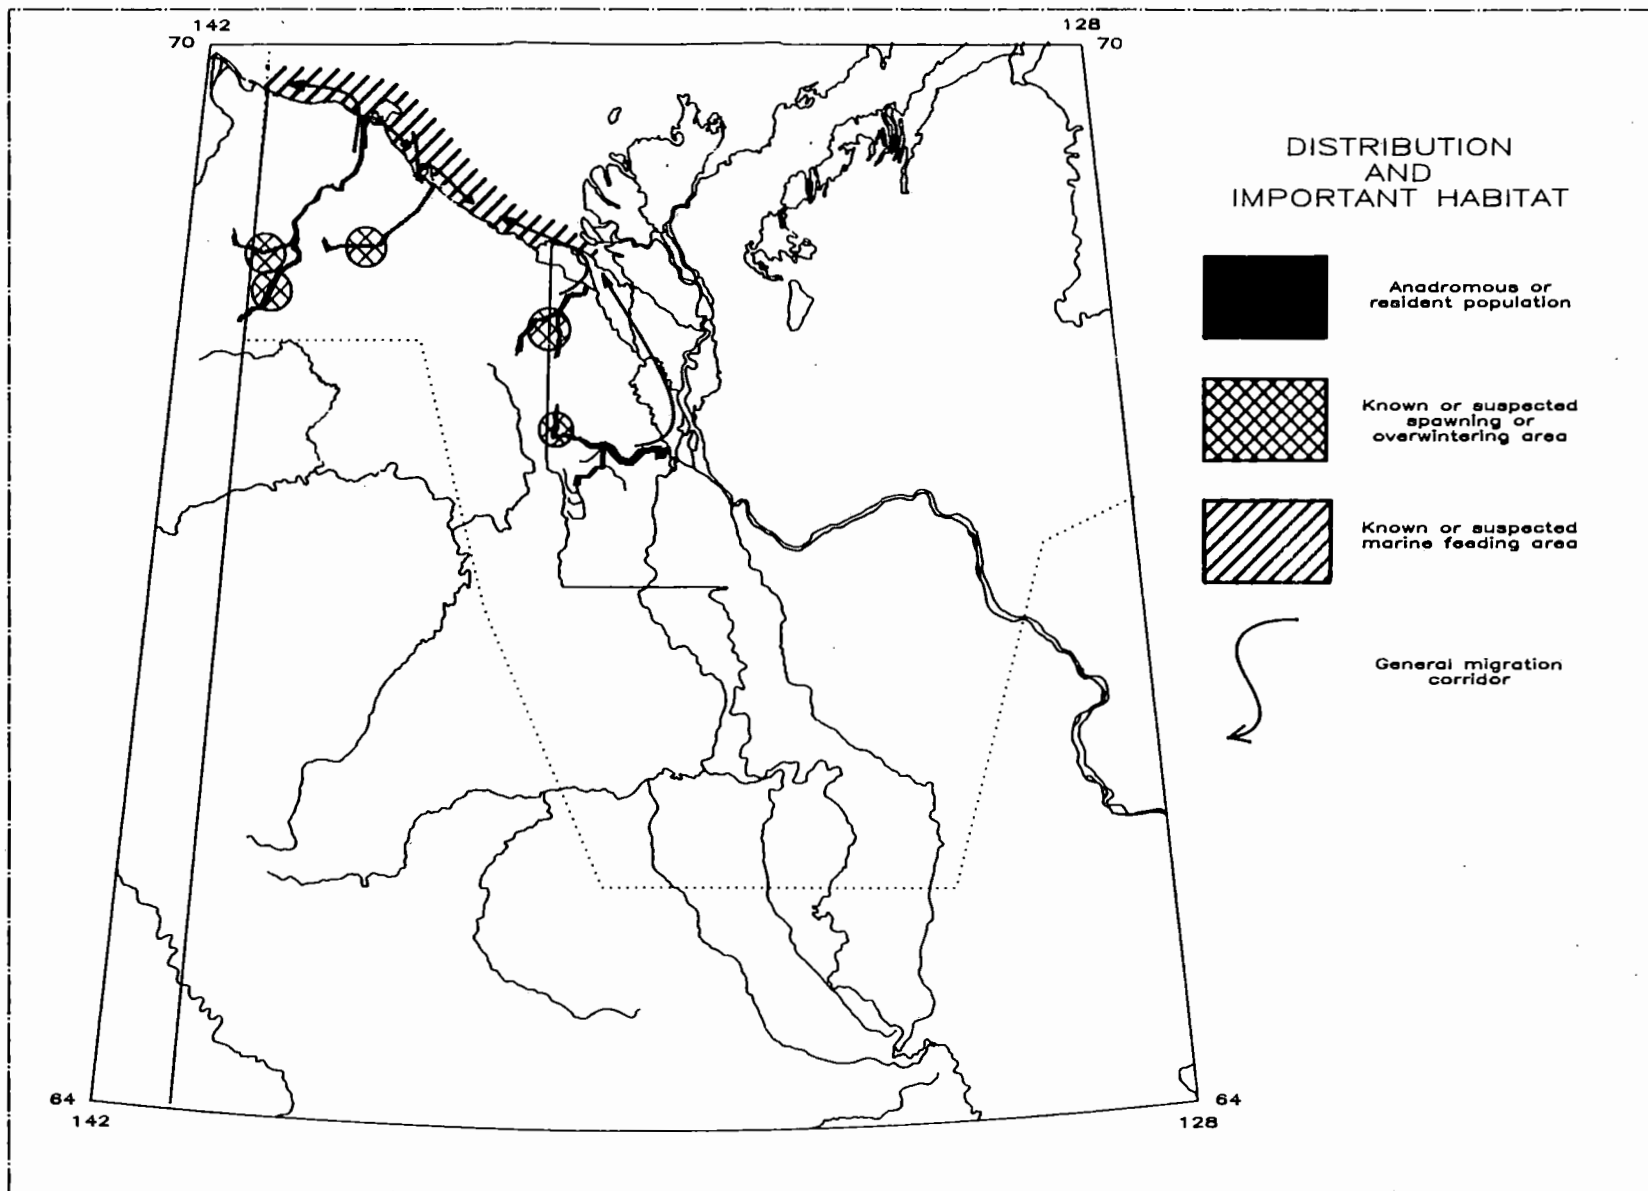 142
128
70
70
DISTRIBUTION
AND
IMPORTANT HABITAT
Anadromous or
resident population
Known or suspected
spawning or
overwintering area
Known or suspected
marine feeding area
General migration
corridor
64
64
142
128